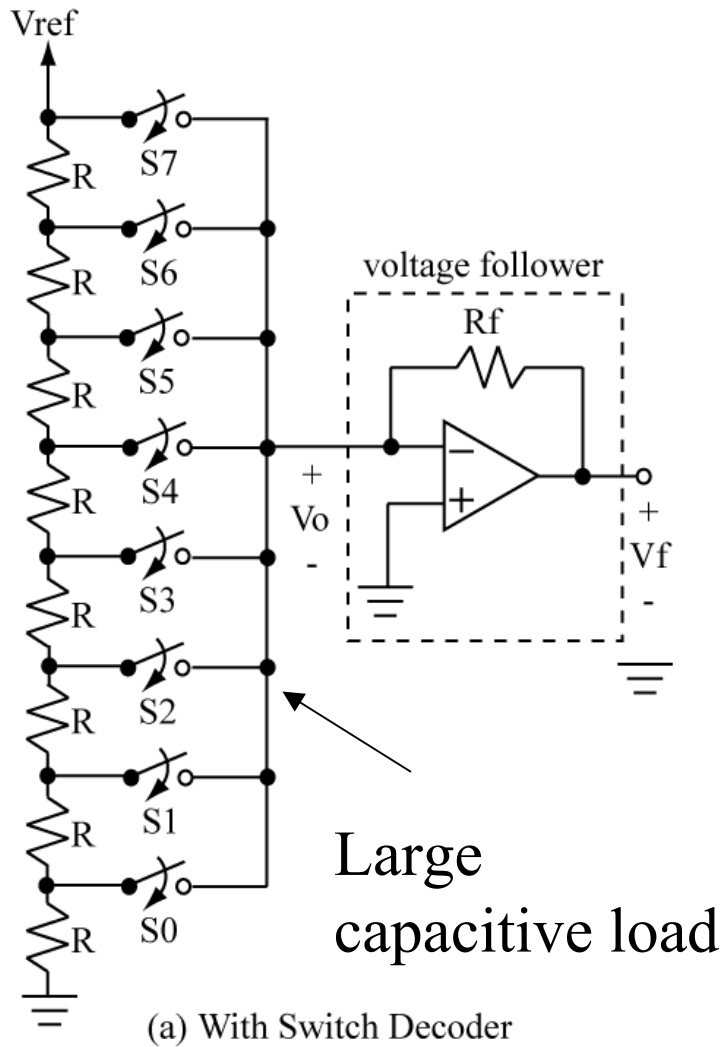 Vref
S7
R
S6
voltage follower
R
Rf
S5
R
S4
−
+
Vo
-
R
+
+
Vf
-
S3
R
S2
R
S1
R
Large
capacitive load
S0
R
(a) With Switch Decoder